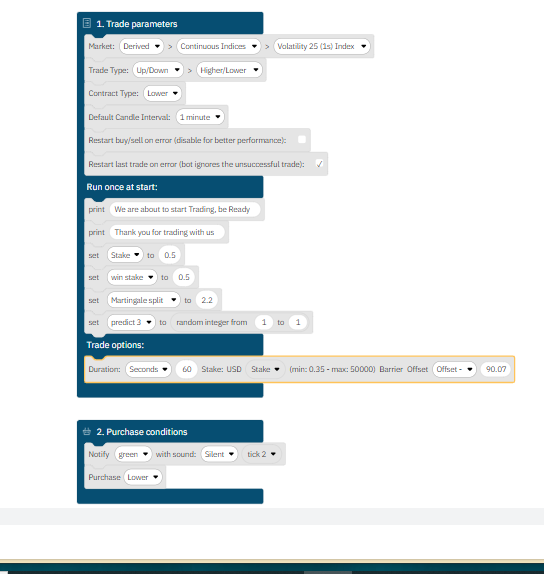 1. Trade parameters
Market: Derived > Continuous Indices > Volatility 25 (1s) Index
Trade Type: Up/Down > Higher/Lower
Contract Type: Lower
Default Candle Interval: 1 minute
Restart buy/sell on error (disable for better performance):
Restart last trade on error (bot ignores the unsuccessful trade): ✓
Run once at start:
print We are about to start Trading, be Ready
print Thank you for trading with us
set Stake to 0.5
set win stake to 0.5
set Martingale split to 2.2
set predict 3 to random integer from 1 to 1
Trade options:
Duration: Seconds 60 Stake: USD Stake (min: 0.35 - max: 50000) Barrier Offset Offset - 90.07
2. Purchase conditions
Notify green with sound: Silent tick 2
Purchase Lower